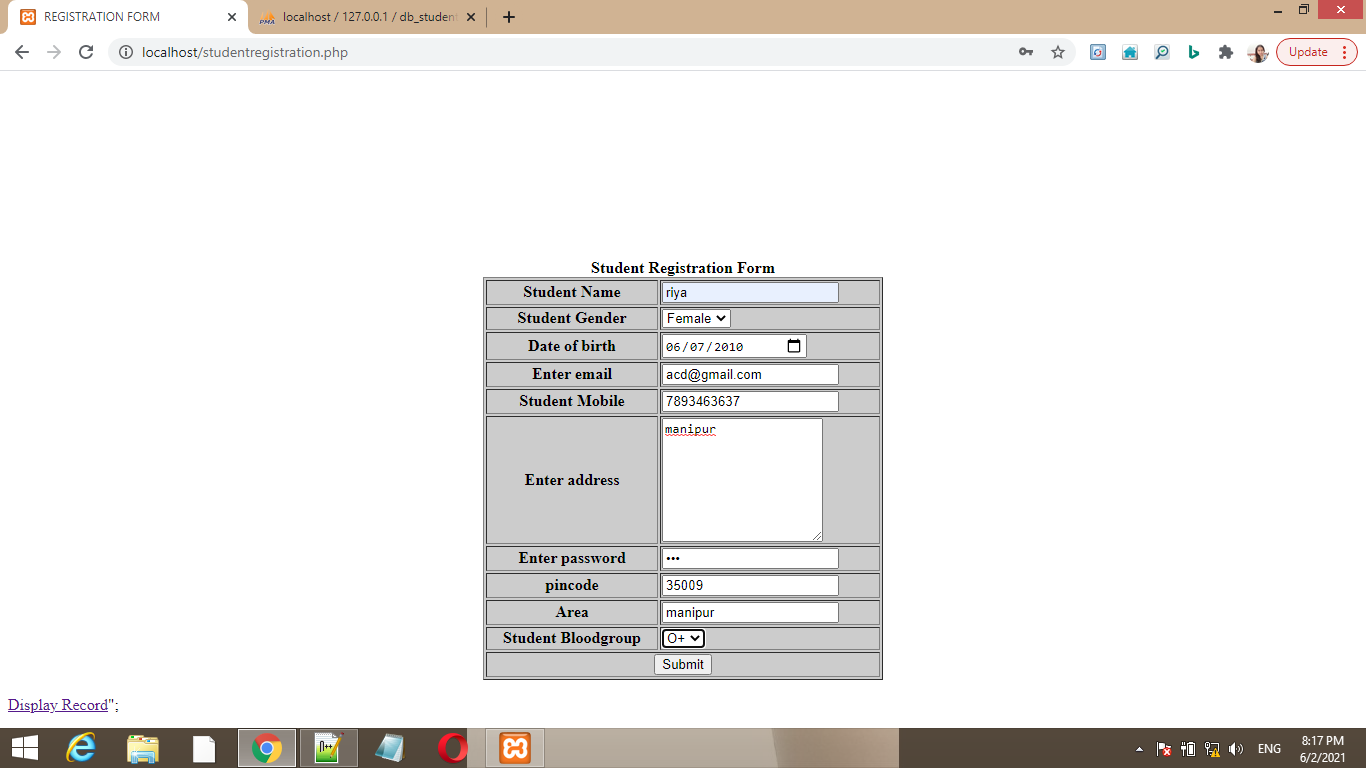 REGISTRATION FORM
localhost / 127.0.0.1 / db_student
localhost/studentregistration.php
Update
Student Registration Form
Student Name riya
Student Gender Female
Date of birth 06/07/2010
Enter email acd@gmail.com
Student Mobile 7893463637
Enter address manipur
Enter password •••
pincode 35009
Area manipur
Student Bloodgroup O+
Submit
Display Record";
ENG
8:17 PM
6/2/2021